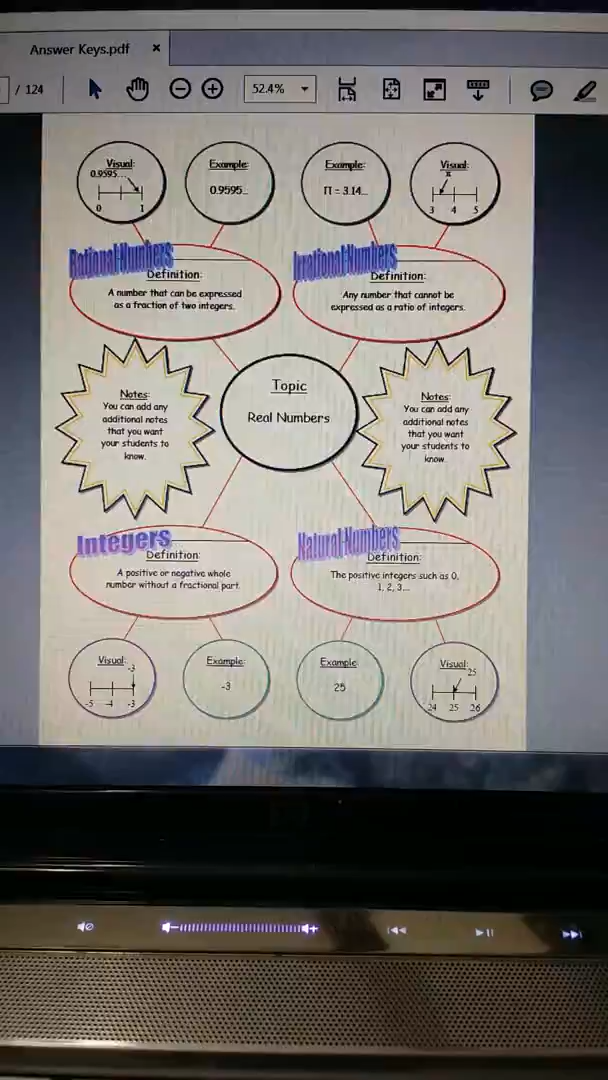 Answer Keys.pdf ×
/ 124
52.4%
Visual:
0.9595...
0 1
Example:
0.9595...
Example:
Π = 3.14...
Visual:
π
3 4 5
Rational Numbers
Definition:
A number that can be expressed
as a fraction of two integers.
Irrational Numbers
Definition:
Any number that cannot be
expressed as a ratio of integers.
Notes:
You can add any
additional notes
that you want
your students to
know.
Topic
Real Numbers
Notes:
You can add any
additional notes
that you want
your students to
know.
Integers
Definition:
A positive or negative whole
number without a fractional part.
Natural Numbers
Definition:
The positive integers such as 0,
1, 2, 3...
Visual:
-3
-5 -4 -3
Example:
-3
Example:
25
Visual:
25
24 25 26